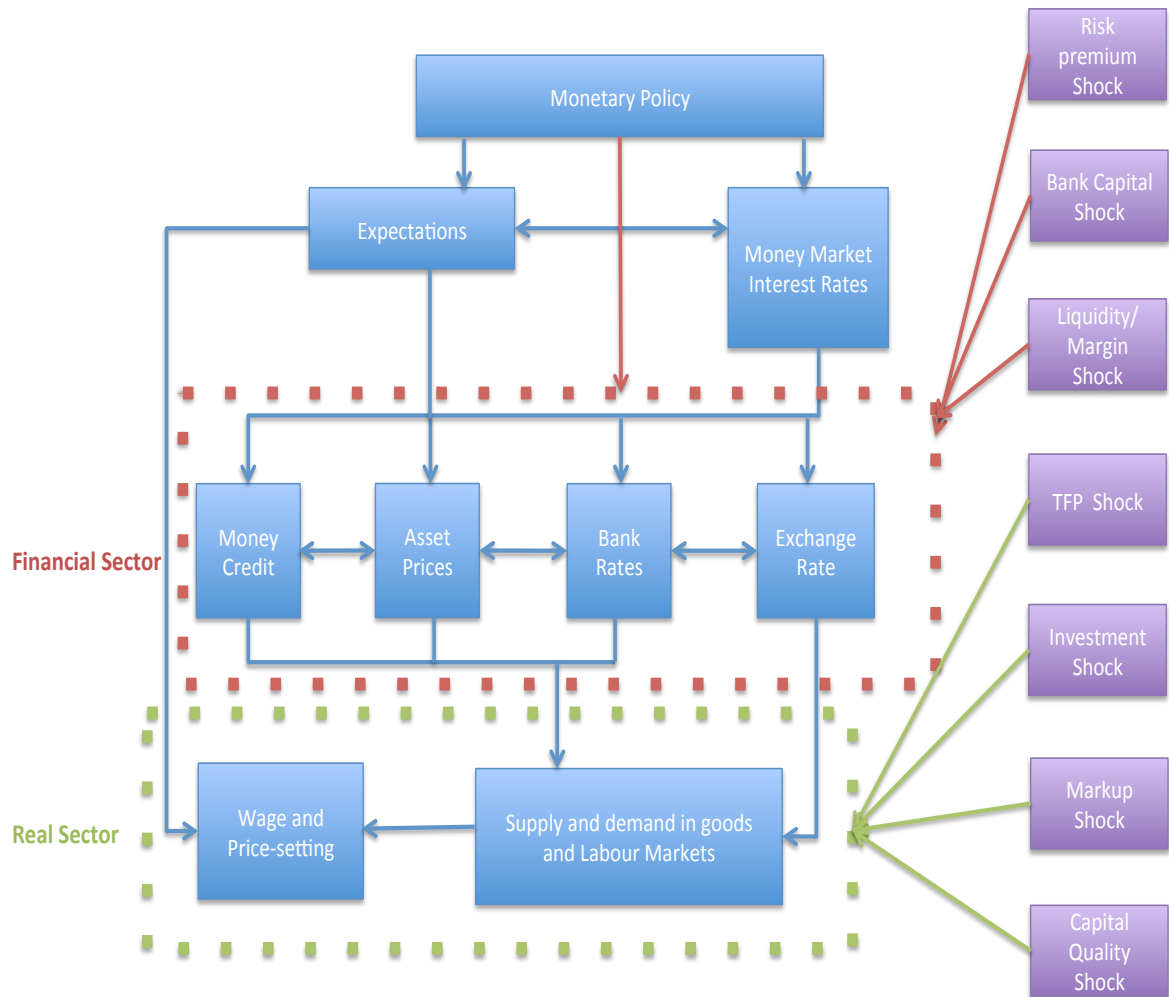 Monetary Policy
Expectations
Money Market
Interest Rates
Financial Sector
Money
Credit
Asset
Prices
Bank
Rates
Exchange
Rate
Real Sector
Wage and
Price-setting
Supply and demand in goods
and Labour Markets
Risk
premium
Shock
Bank Capital
Shock
Liquidity/
Margin
Shock
TFP Shock
Investment
Shock
Markup
Shock
Capital
Quality
Shock